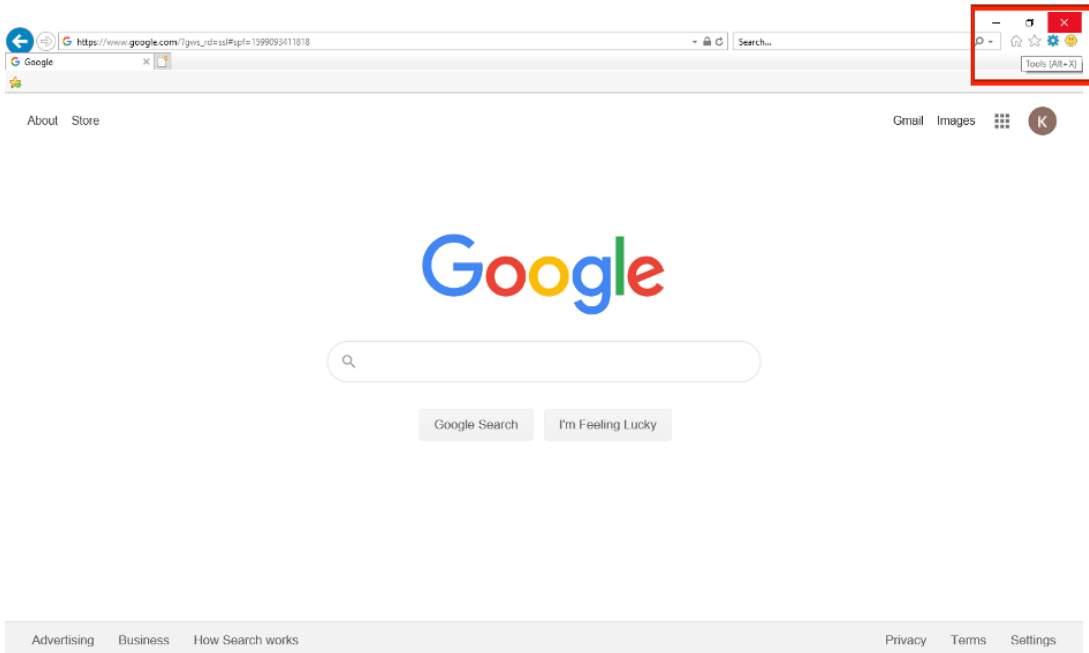 https://www.google.com/?gws_rd=ssl#spf=1599093411818
Search...
Google
Tools (Alt+X)
About Store
Gmail Images
K
Google
Google Search I'm Feeling Lucky
Advertising Business How Search works
Privacy Terms Settings